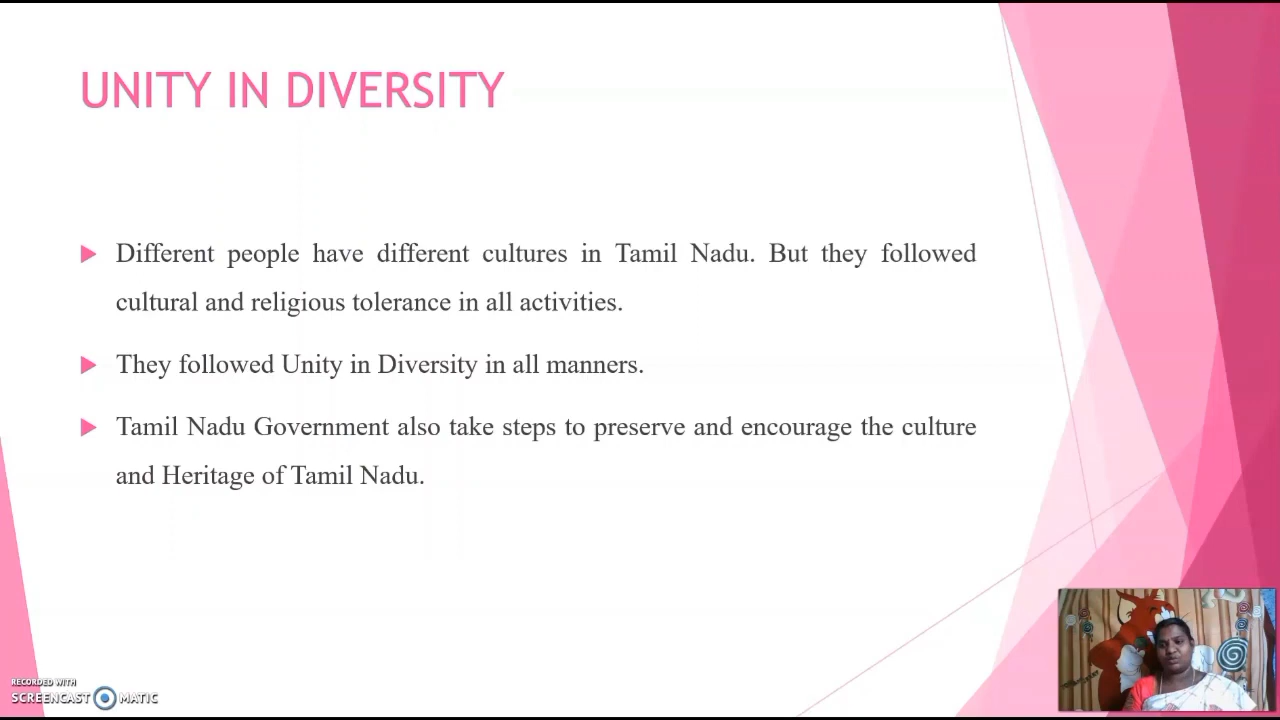 UNITY IN DIVERSITY
Different people have different cultures in Tamil Nadu. But they followed
cultural and religious tolerance in all activities.
They followed Unity in Diversity in all manners.
Tamil Nadu Government also take steps to preserve and encourage the culture
and Heritage of Tamil Nadu.
RECORDED WITH
SCREENCAST MATIC